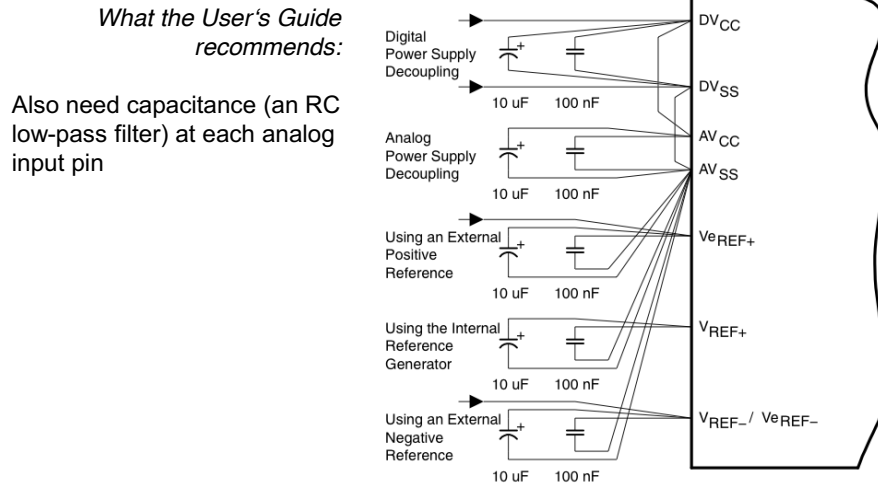 What the User‘s Guide
recommends:
Also need capacitance (an RC
low-pass filter) at each analog
input pin
Digital
Power Supply
Decoupling
+
10 uF 100 nF
Analog
Power Supply
Decoupling
+
10 uF 100 nF
Using an External
Positive
Reference
+
10 uF 100 nF
Using the Internal
Reference
Generator
+
10 uF 100 nF
Using an External
Negative
Reference
+
10 uF 100 nF
DVCC
DVSS
AVCC
AVSS
VeREF+
VREF+
VREF− / VeREF−